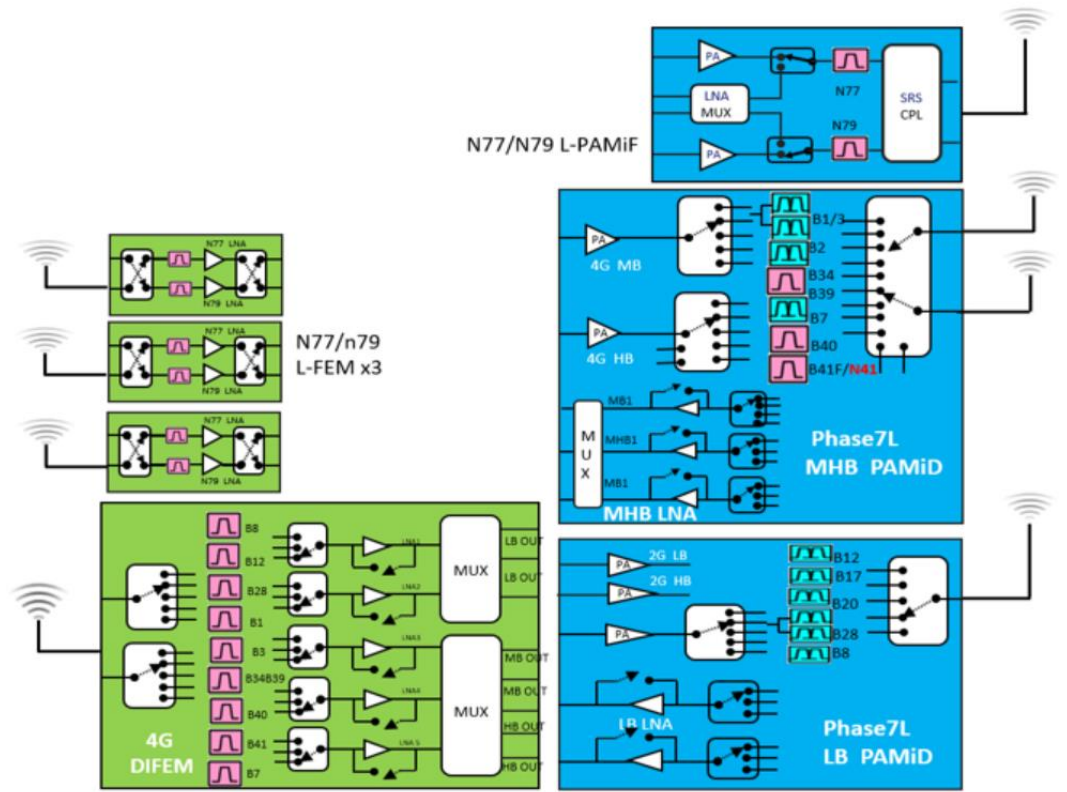 PA
LNA
MUX
PA
N77
N79
SRS
CPL
N77/N79 L-PAMiF
PA
4G MB
PA
4G HB
B1/3
B2
B34
B39
B7
B40
B41F/N41
MUX
MB1
MHB1
MB1
MHB LNA
Phase7L
MHB PAMiD
N77 LNA
N79 LNA
N77 LNA
N79 LNA
N77 LNA
N79 LNA
N77/n79
L-FEM x3
B8
B12
B28
B1
B3
B34B39
B40
B41
B7
4G
DIFEM
LNA1
LNA2
LNA3
LNA4
LNA 5
MUX
MUX
LB OUT
LB OUT
MB OUT
MB OUT
HB OUT
HB OUT
PA
2G LB
PA
2G HB
PA
B12
B17
B20
B28
B8
LB LNA
Phase7L
LB PAMiD